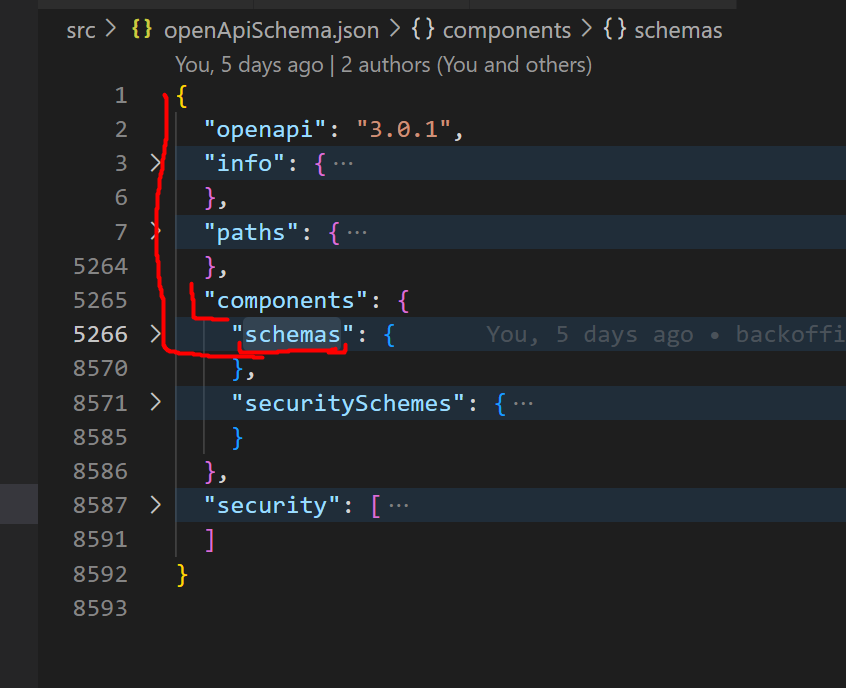 src > {} openApiSchema.json > {} components > {} schemas
You, 5 days ago | 2 authors (You and others)
1 {
2 "openapi": "3.0.1",
3 > "info": { ···
6 },
7 > "paths": { ···
5264 },
5265 "components": {
5266 > "schemas": { You, 5 days ago • backoffi
8570 },
8571 > "securitySchemes": { ···
8585 }
8586 },
8587 > "security": [ ···
8591 ]
8592 }
8593